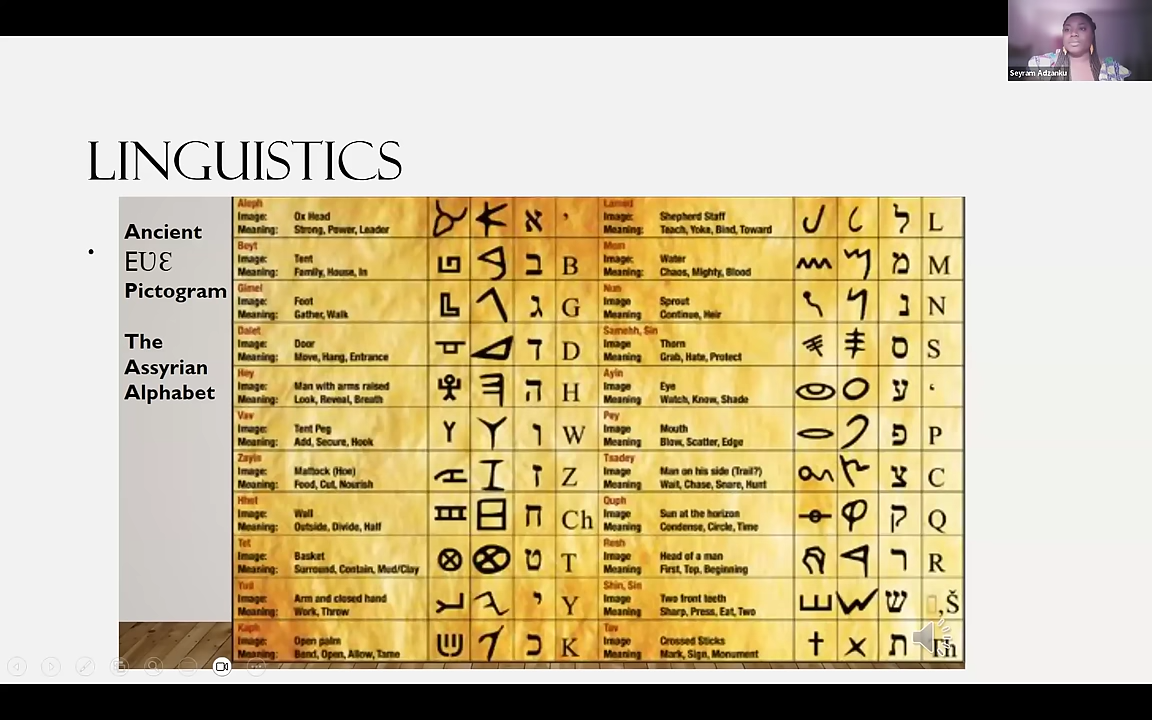 Seyram Adzanku
LINGUISTICS
• Ancient
EƲƐ
Pictogram
The
Assyrian
Alphabet
Aleph
Image: Ox Head
Meaning: Strong, Power, Leader א ʼ
Beyt
Image: Tent
Meaning: Family, House, In ב B
Gimel
Image: Foot
Meaning: Gather, Walk ג G
Dalet
Image: Door
Meaning: Move, Hang, Entrance ד D
Hey
Image: Man with arms raised
Meaning: Look, Reveal, Breath ה H
Vav
Image: Tent Peg
Meaning: Add, Secure, Hook ו W
Zayin
Image: Mattock (Hoe)
Meaning: Food, Cut, Nourish ז Z
Hhet
Image: Wall
Meaning: Outside, Divide, Half ח Ch
Tet
Image: Basket
Meaning: Surround, Contain, Mud/Clay ט T
Yud
Image: Arm and closed hand
Meaning: Work, Throw י Y
Kaph
Image: Open palm
Meaning: Bend, Open, Allow, Tame כ K
Lamed
Image: Shepherd Staff
Meaning: Teach, Yoke, Bind, Toward ל L
Mem
Image: Water
Meaning: Chaos, Mighty, Blood מ M
Nun
Image Sprout
Meaning: Continue, Heir נ N
Samehh, Sin
Image: Thorn
Meaning Grab, Hate, Protect ס S
Ayin
Image: Eye
Meaning Watch, Know, Shade ע ʻ
Pey
Image: Mouth
Meaning Blow, Scatter, Edge פ P
Tsadey
Image Man on his side (Trail?)
Meaning Wait, Chase, Snare, Hunt צ C
Quph
Image Sun at the horizon
Meaning Condense, Circle, Time ק Q
Resh
Image Head of a man
Meaning First, Top, Beginning ר R
Shin, Sin
Image: Two front teeth
Meaning Sharp, Press, Eat, Two ש ,Š
Tav
Image Crossed Sticks
Meaning Mark, Sign, Monument ת Th